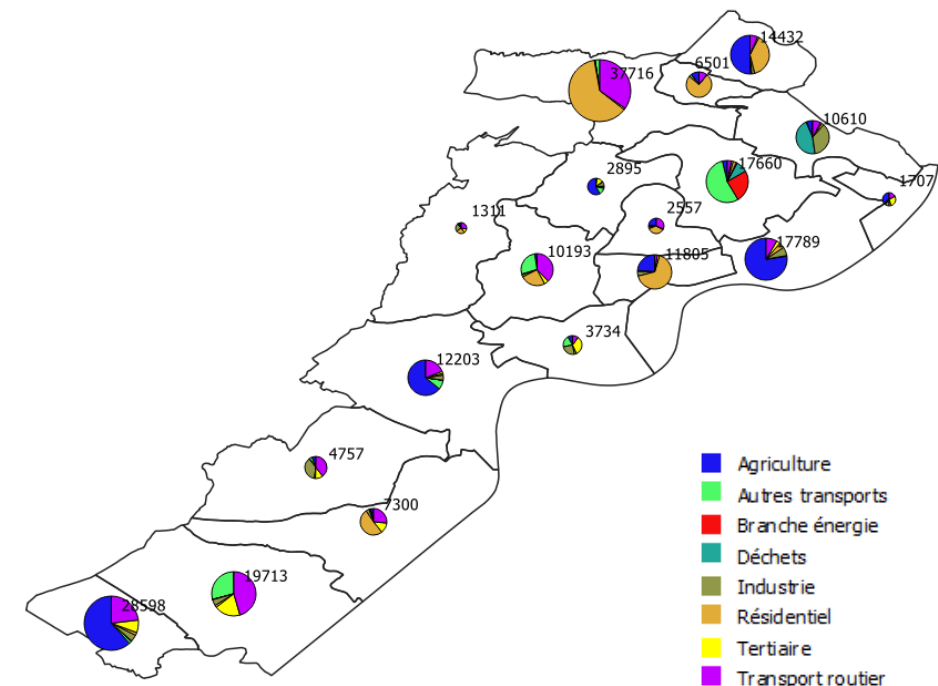 14432
6501
37716
10610
17660
2895
1707
1311
2557
10193
11805
17789
3734
12203
4757
7300
19713
28598
Agriculture
Autres transports
Branche énergie
Déchets
Industrie
Résidentiel
Tertiaire
Transport routier